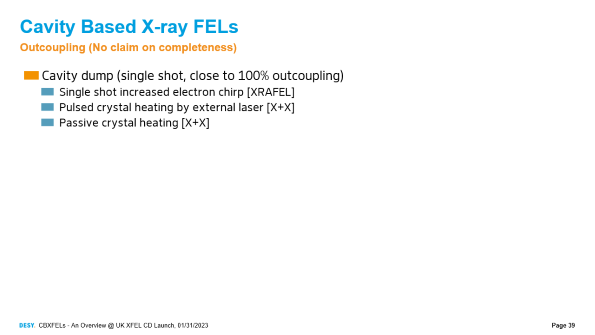 Cavity Based X-ray FELs
Outcoupling (No claim on completeness)
Cavity dump (single shot, close to 100% outcoupling)
Single shot increased electron chirp [XRAFEL]
Pulsed crystal heating by external laser [X+X]
Passive crystal heating [X+X]
DESY. CBXFELs - An Overview @ UK XFEL CD Launch, 01/31/2023
Page 39